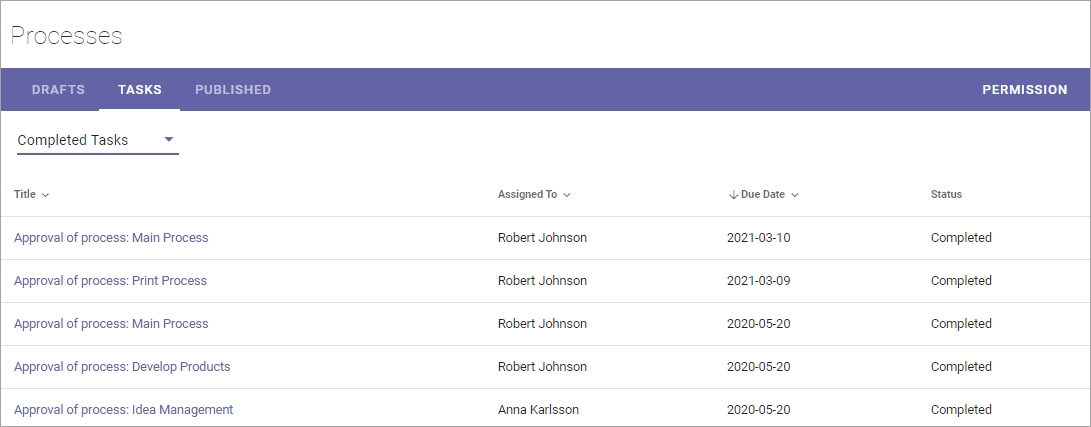 Processes
DRAFTS TASKS PUBLISHED PERMISSION
Completed Tasks
Title Assigned To Due Date Status
Approval of process: Main Process Robert Johnson 2021-03-10 Completed
Approval of process: Print Process Robert Johnson 2021-03-09 Completed
Approval of process: Main Process Robert Johnson 2020-05-20 Completed
Approval of process: Develop Products Robert Johnson 2020-05-20 Completed
Approval of process: Idea Management Anna Karlsson 2020-05-20 Completed